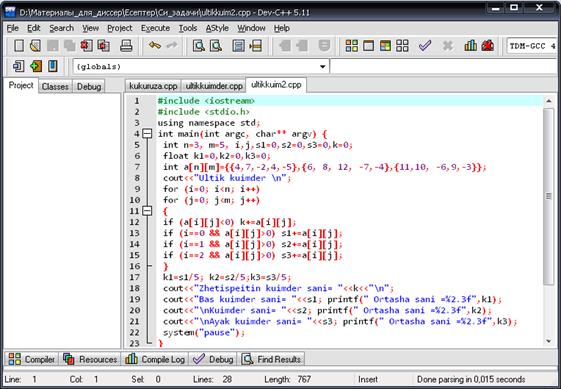 D:\Материалы_для_диссер\Есептер\Си_задачи\ultikkuim2.cpp - Dev-C++ 5.11
File Edit Search View Project Execute Tools AStyle Window Help
TDM-GCC 4
(globals)
Project Classes Debug
kukuruza.cpp ultikkuimder.cpp ultikkuim2.cpp
1 #include <iostream>
2 #include <stdio.h>
3 using namespace std;
4 int main(int argc, char** argv) {
5 int n=3, m=5, i,j,s1=0,s2=0,s3=0,k=0;
6 float k1=0,k2=0,k3=0;
7 int a[n][m]={{4,7,-2,4,-5},{6, 8, 12, -7,-4},{11,10, -6,9,-3}};
8 cout<<"Ultik kuimder \n";
9 for (i=0; i<n; i++)
10 for (j=0; j<m; j++)
11 {
12 if (a[i][j]<0) k+=a[i][j];
13 if (i==0 && a[i][j]>0) s1+=a[i][j];
14 if (i==1 && a[i][j]>0) s2+=a[i][j];
15 if (i==2 && a[i][j]>0) s3+=a[i][j];
16 }
17 k1=s1/5; k2=s2/5;k3=s3/5;
18 cout<<"Zhetispeitin kuimder sani= "<<k<<"\n";
19 cout<<"Bas kuimder sani= "<<s1; printf(" Ortasha sani =%2.3f",k1);
20 cout<<"\nKuimder sani= "<<s2; printf(" Ortasha sani =%2.3f",k2);
21 cout<<"\nAyak kuimder sani= "<<s3; printf(" Ortasha sani =%2.3f",k3);
22 system("pause");
23 }
Compiler Resources Compile Log Debug Find Results
Line: 1 Col: 1 Sel: 0 Lines: 28 Length: 767 Insert Done parsing in 0,015 seconds